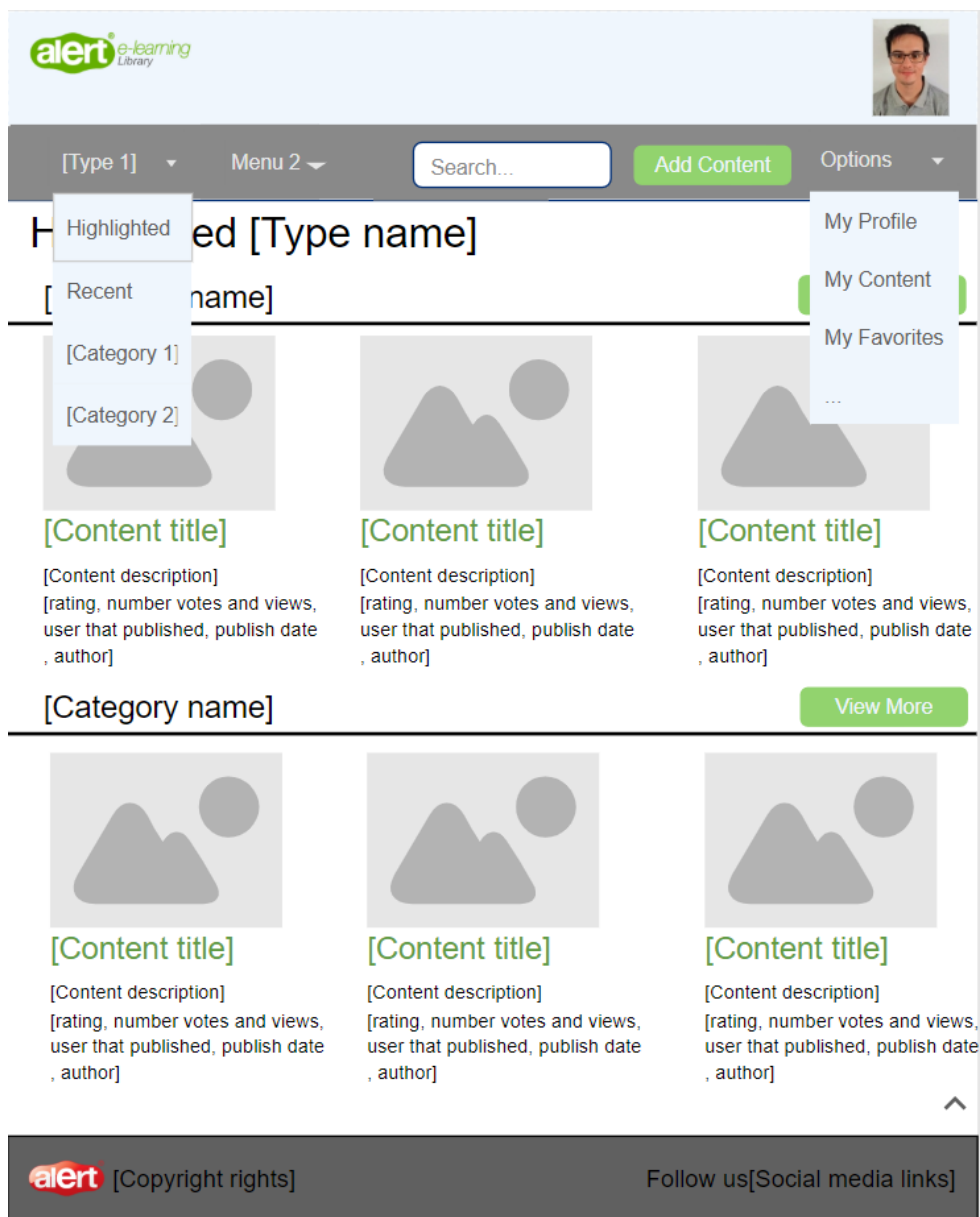 alert® e-learning
Library
[Type 1] Menu 2 Search... Add Content Options
Highlighted
Recent
[Category 1]
[Category 2]
My Profile
My Content
My Favorites
...
ed [Type name]
name]
[Content title] [Content title] [Content title]
[Content description] [Content description] [Content description]
[rating, number votes and views, [rating, number votes and views, [rating, number votes and views,
user that published, publish date user that published, publish date user that published, publish date
, author] , author] , author]
[Category name] View More
[Content title] [Content title] [Content title]
[Content description] [Content description] [Content description]
[rating, number votes and views, [rating, number votes and views, [rating, number votes and views,
user that published, publish date user that published, publish date user that published, publish date
, author] , author] , author]
alert [Copyright rights] Follow us[Social media links]